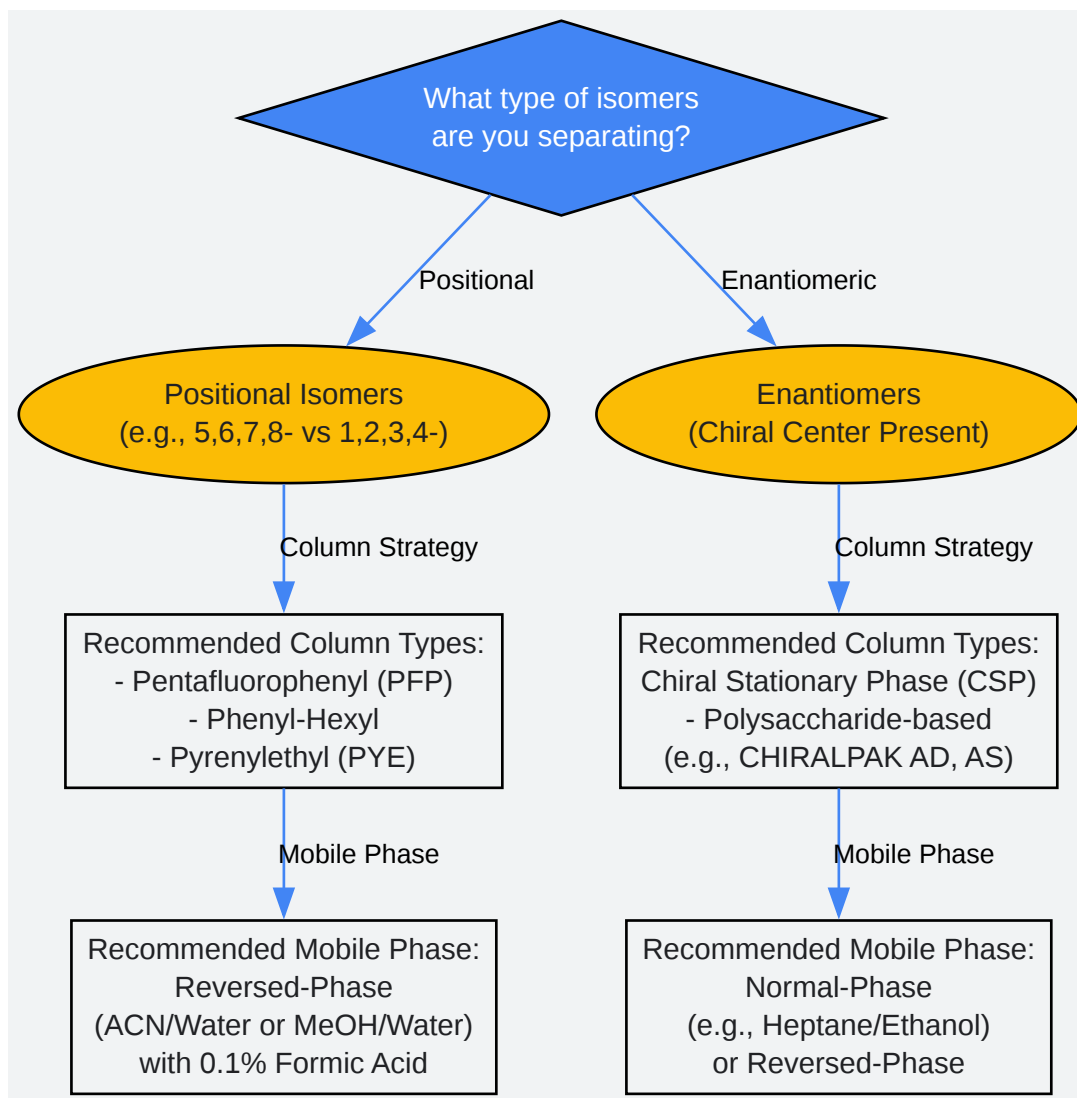 What type of isomers
are you separating?
Positional
Enantiomeric
Positional Isomers
(e.g., 5,6,7,8- vs 1,2,3,4-)
Enantiomers
(Chiral Center Present)
Column Strategy
Column Strategy
Recommended Column Types:
- Pentafluorophenyl (PFP)
- Phenyl-Hexyl
- Pyrenylethyl (PYE)
Recommended Column Types:
Chiral Stationary Phase (CSP)
- Polysaccharide-based
(e.g., CHIRALPAK AD, AS)
Mobile Phase
Mobile Phase
Recommended Mobile Phase:
Reversed-Phase
(ACN/Water or MeOH/Water)
with 0.1% Formic Acid
Recommended Mobile Phase:
Normal-Phase
(e.g., Heptane/Ethanol)
or Reversed-Phase